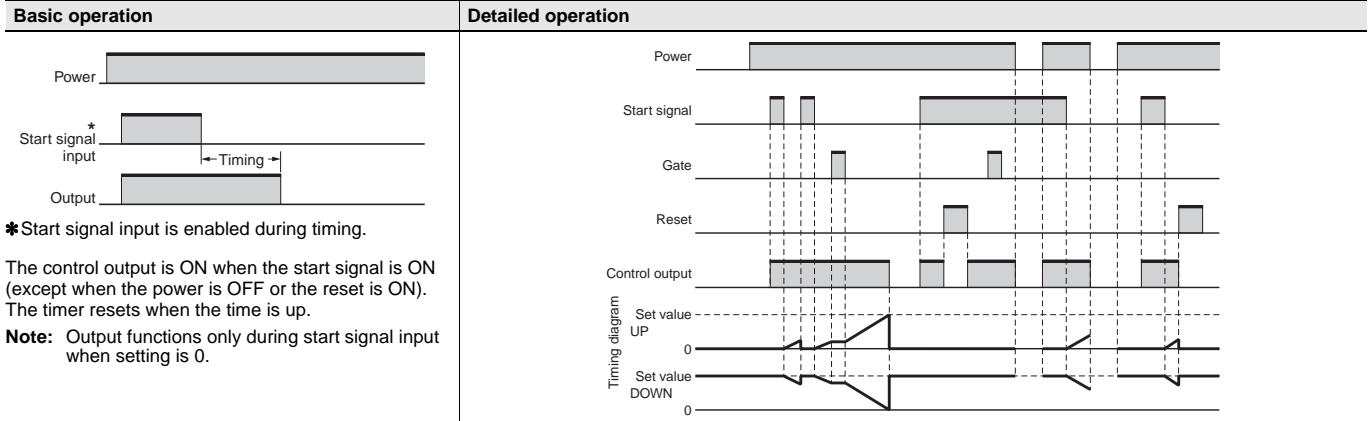 Basic operation
Detailed operation
Power
*
Start signal
input
Timing
Output
✱Start signal input is enabled during timing.
The control output is ON when the start signal is ON
(except when the power is OFF or the reset is ON).
The timer resets when the time is up.
Note: Output functions only during start signal input
when setting is 0.
Power
Start signal
Gate
Reset
Control output
Timing diagram
Set value
UP
0
Set value
DOWN
0